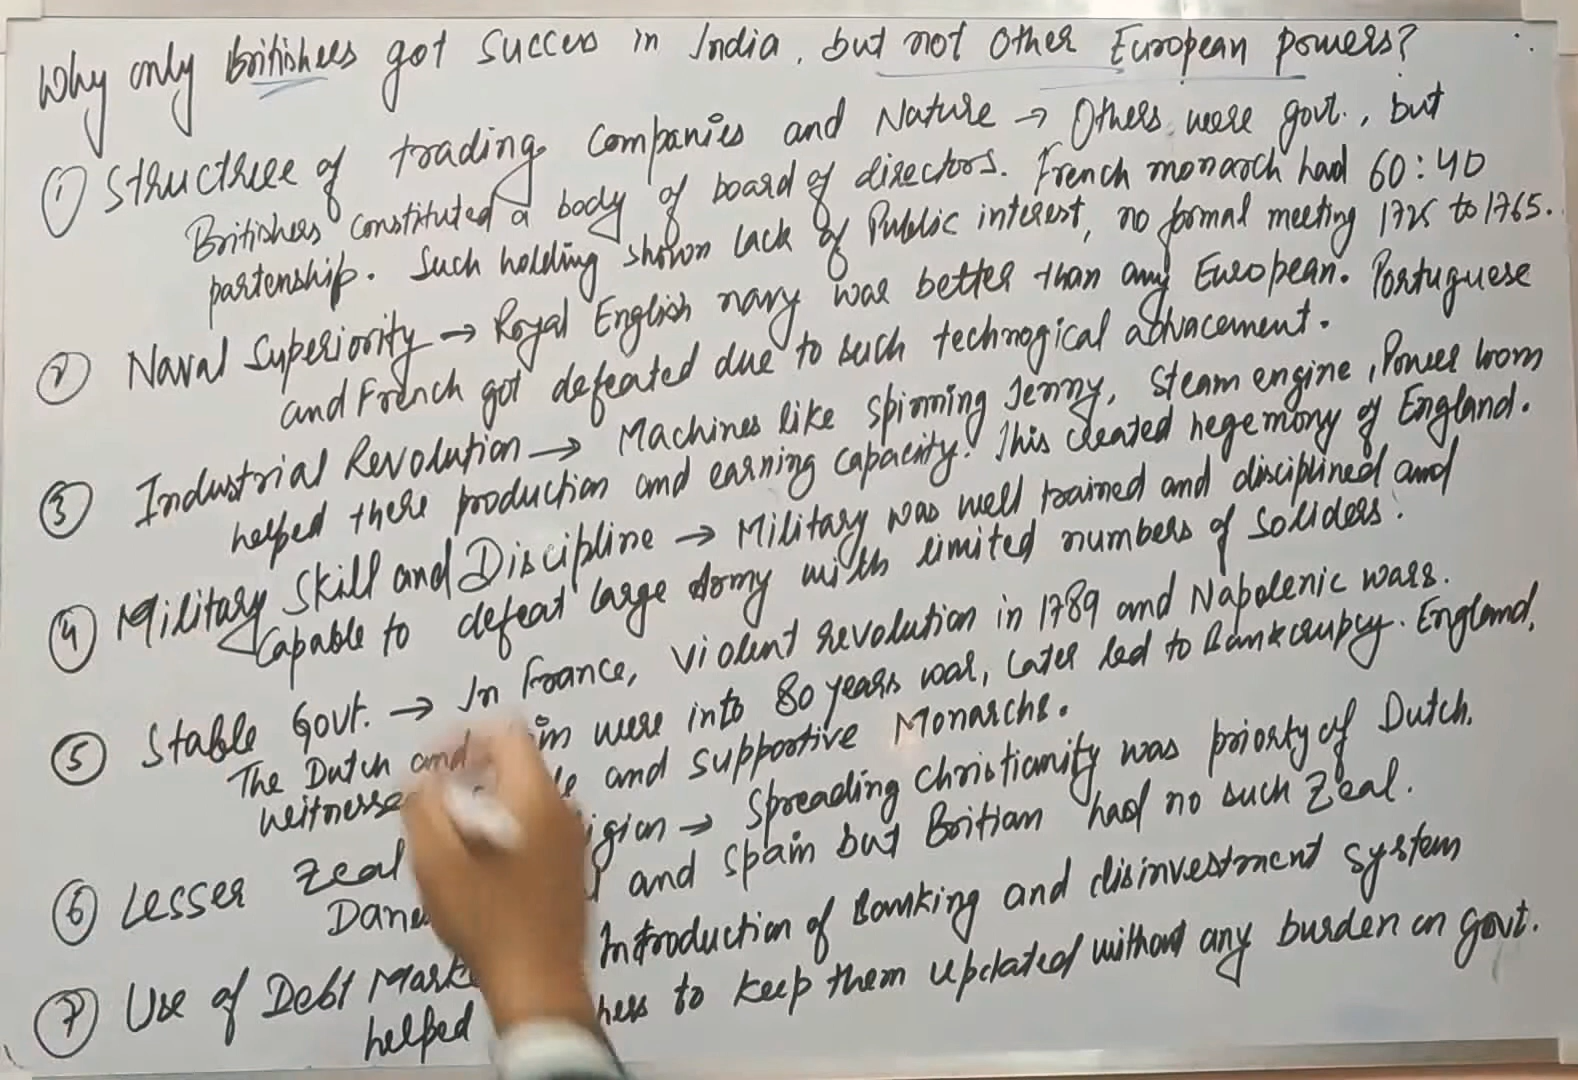 Why only Britishers got Success in India, but not other European powers?
① Structure of trading Companies and Nature → Others were govt., but
Britishers constituted a body of board of directors. French monarch had 60:40
partenship. Such holding shown lack of Public interest, no formal meeting 1725 to 1765.
② Naval Superiority → Royal English navy was better than any European. Portuguese
and French got defeated due to such technogical advacement.
③ Industrial Revolution → Machines like Spinning Jenny, Steam engine, Power loom
helped there production and earning capacity. This created hegemony of England.
④ Military Skill and Discipline → Military was well trained and disciplined and
Capable to defeat large Army with limited numbers of Soliders.
⑤ Stable Govt. → In France, Violent revolution in 1789 and Napolenic wars.
The Dutch and were into 80 years war, Later led to Bankcrupcy. England,
and supportive Monarchs.
⑥ Lesser Zeal → Spreading Christianity was priorty of Dutch,
and Spain but Britian had no such Zeal.
⑦ Use of Debt Introduction of Banking and disinvestment system
helped to keep them updated without any burden on govt.